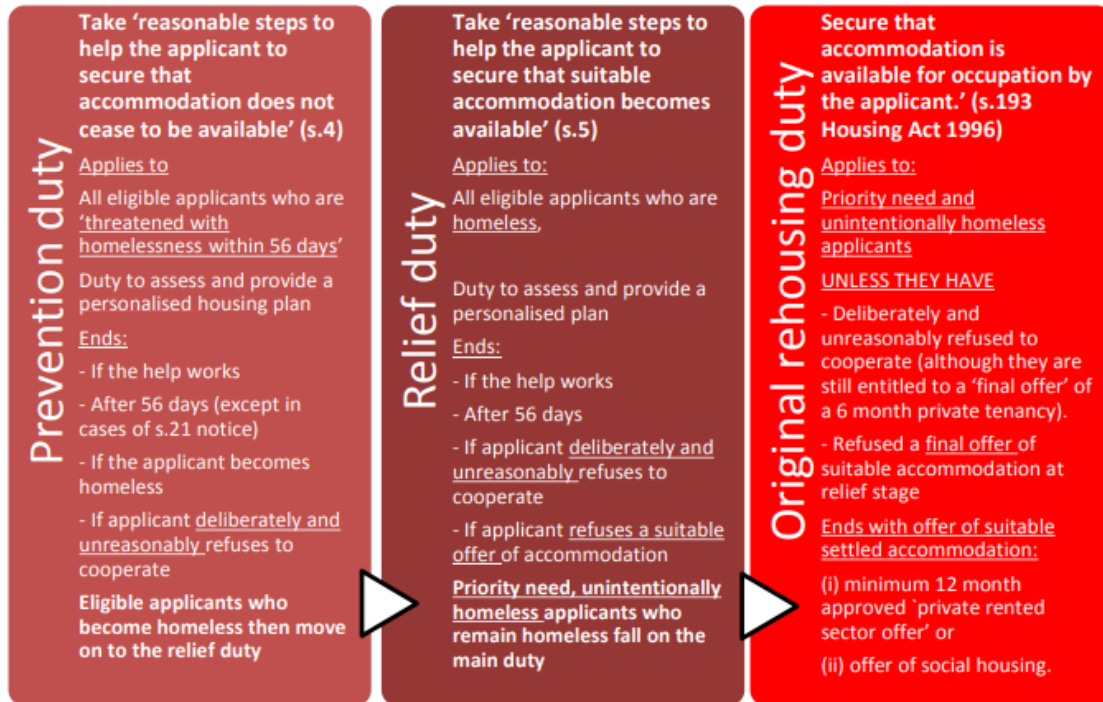 Prevention duty
Take ‘reasonable steps to
help the applicant to
secure that
accommodation does not
cease to be available’ (s.4)
Applies to
All eligible applicants who are
‘threatened with
homelessness within 56 days’
Duty to assess and provide a
personalised housing plan
Ends:
- If the help works
- After 56 days (except in
cases of s.21 notice)
- If the applicant becomes
homeless
- If applicant deliberately and
unreasonably refuses to
cooperate
Eligible applicants who
become homeless then move
on to the relief duty
Relief duty
Take ‘reasonable steps to
help the applicant to
secure that suitable
accommodation becomes
available’ (s.5)
Applies to:
All eligible applicants who are
homeless,
Duty to assess and provide a
personalised plan
Ends:
- If the help works
- After 56 days
- If applicant deliberately and
unreasonably refuses to
cooperate
- If applicant refuses a suitable
offer of accommodation
Priority need, unintentionally
homeless applicants who
remain homeless fall on the
main duty
Original rehousing duty
Secure that
accommodation is
available for occupation by
the applicant.’ (s.193
Housing Act 1996)
Applies to:
Priority need and
unintentionally homeless
applicants
UNLESS THEY HAVE
- Deliberately and
unreasonably refused to
cooperate (although they are
still entitled to a ‘final offer’ of
a 6 month private tenancy).
- Refused a final offer of
suitable accommodation at
relief stage
Ends with offer of suitable
settled accommodation:
(i) minimum 12 month
approved `private rented
sector offer’ or
(ii) offer of social housing.